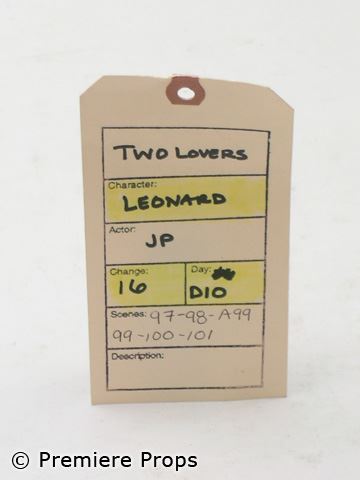 TWO LOVERS
Character:
LEONARD
Actor:
JP
Change: Day:
16 D10
Scenes: 97-98-A99
99-100-101
Description:
© Premiere Props